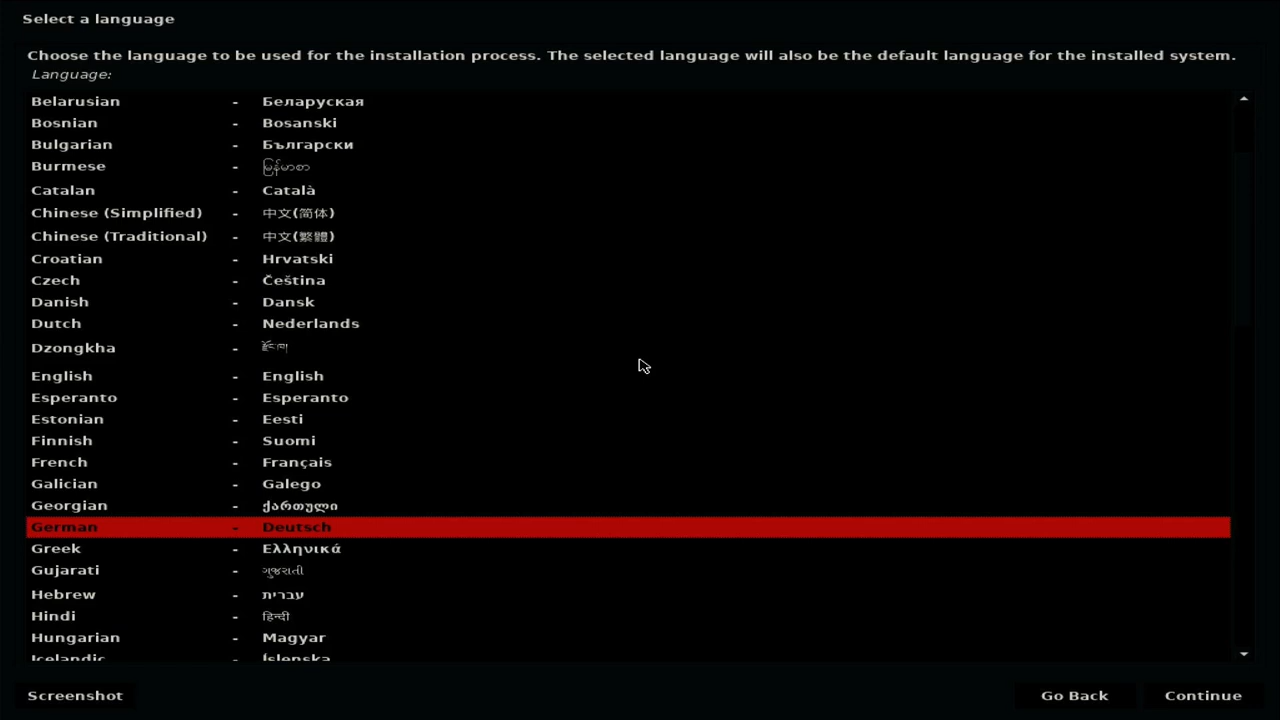 Select a language
Choose the language to be used for the installation process. The selected language will also be the default language for the installed system.
Language:
Belarusian - Беларуская
Bosnian - Bosanski
Bulgarian - Български
Burmese - မြန်မာစာ
Catalan - Català
Chinese (Simplified) - 中文(简体)
Chinese (Traditional) - 中文(繁體)
Croatian - Hrvatski
Czech - Čeština
Danish - Dansk
Dutch - Nederlands
Dzongkha - རྫོང་ཁ།
English - English
Esperanto - Esperanto
Estonian - Eesti
Finnish - Suomi
French - Français
Galician - Galego
Georgian - ქართული
German - Deutsch
Greek - Ελληνικά
Gujarati - ગુજરાતી
Hebrew - עברית
Hindi - हिन्दी
Hungarian - Magyar
Icelandic - Íslenska
Screenshot Go Back Continue